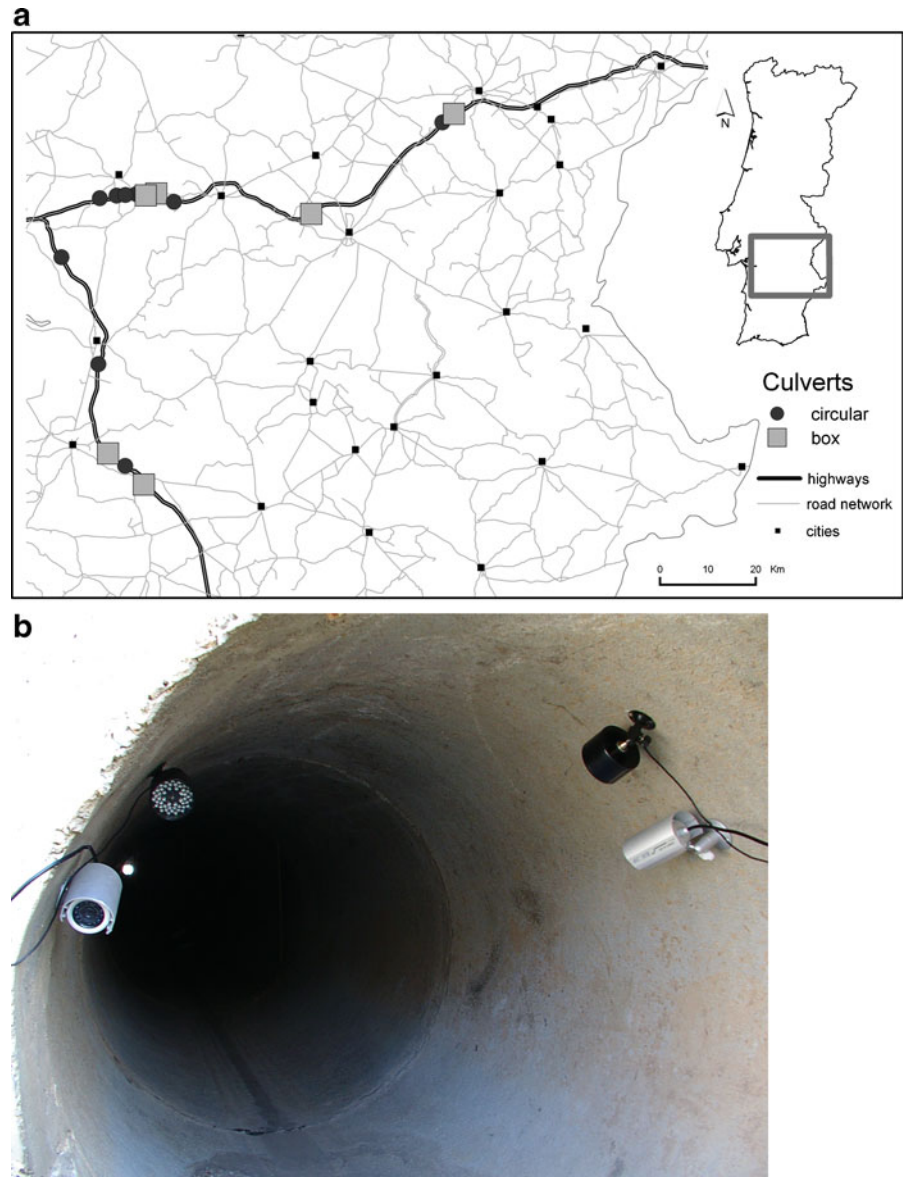 a
N
Culverts
circular
box
highways
road network
cities
0 10 20 Km
b